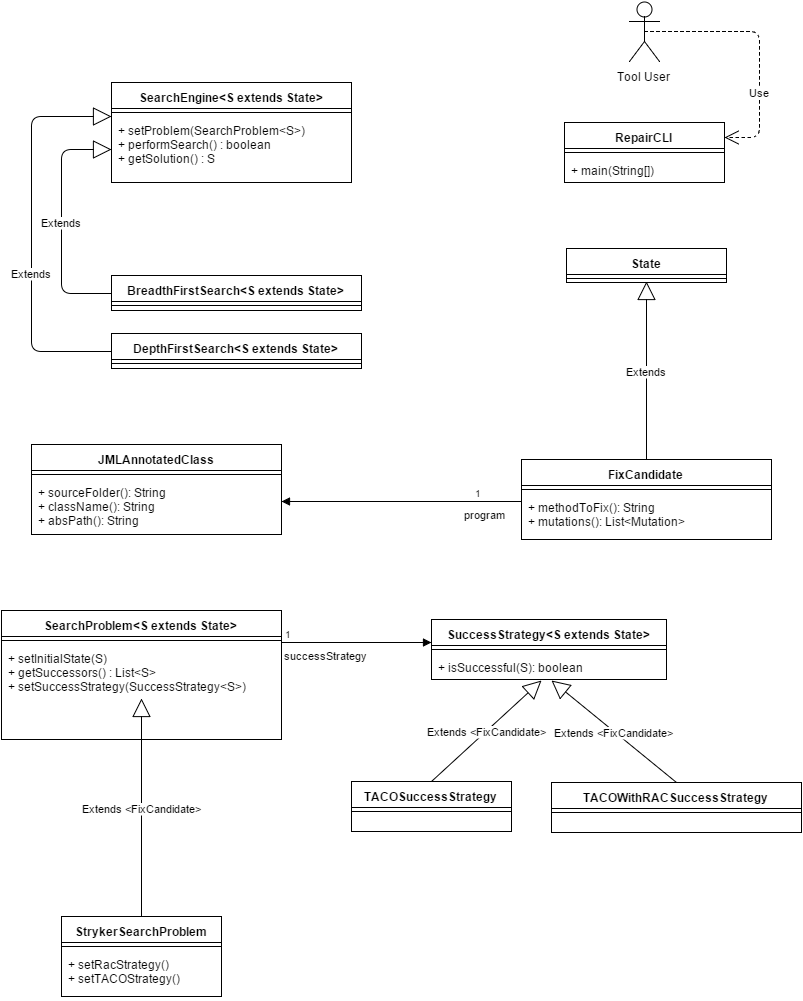 Tool User
Use
SearchEngine<S extends State>
+ setProblem(SearchProblem<S>)
+ performSearch() : boolean
+ getSolution() : S
RepairCLI
+ main(String[])
Extends
Extends
BreadthFirstSearch<S extends State>
DepthFirstSearch<S extends State>
State
Extends
JMLAnnotatedClass
+ sourceFolder(): String
+ className(): String
+ absPath(): String
1
program
FixCandidate
+ methodToFix(): String
+ mutations(): List<Mutation>
SearchProblem<S extends State>
+ setInitialState(S)
+ getSuccessors() : List<S>
+ setSuccessStrategy(SuccessStrategy<S>)
1
successStrategy
SuccessStrategy<S extends State>
+ isSuccessful(S): boolean
Extends <FixCandidate>
Extends <FixCandidate>
TACOSuccessStrategy
TACOWithRACSuccessStrategy
Extends <FixCandidate>
StrykerSearchProblem
+ setRacStrategy()
+ setTACOStrategy()